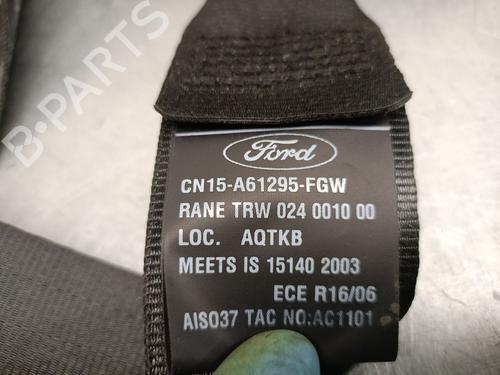 B-PARTS
Ford
CN15-A61295-FGW
RANE TRW 024 0010 00
LOC. AQTKB
MEETS IS 15140 2003
ECE R16/06
AISO37 TAC NO:AC1101